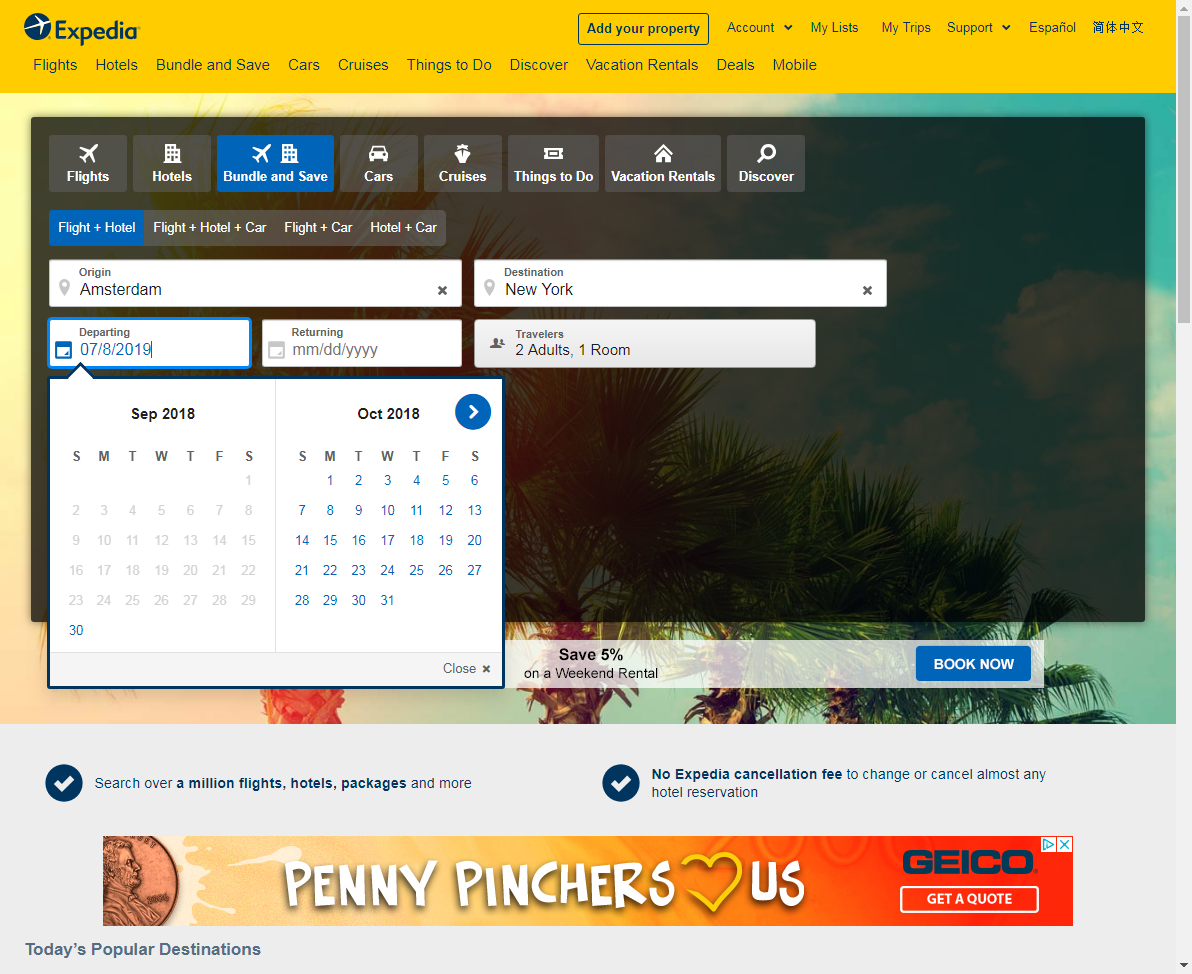 Expedia
Add your property
Account
My Lists
My Trips
Support
Español
简体中文
Flights
Hotels
Bundle and Save
Cars
Cruises
Things to Do
Discover
Vacation Rentals
Deals
Mobile
Flights
Hotels
Bundle and Save
Cars
Cruises
Things to Do
Vacation Rentals
Discover
Flight + Hotel
Flight + Hotel + Car
Flight + Car
Hotel + Car
Origin
Amsterdam
Destination
New York
Departing
07/8/2019
Returning
mm/dd/yyyy
Travelers
2 Adults, 1 Room
Sep 2018
S M T W T F S
1
2 3 4 5 6 7 8
9 10 11 12 13 14 15
16 17 18 19 20 21 22
23 24 25 26 27 28 29
30
Oct 2018
S M T W T F S
1 2 3 4 5 6
7 8 9 10 11 12 13
14 15 16 17 18 19 20
21 22 23 24 25 26 27
28 29 30 31
Close
Save 5%
on a Weekend Rental
BOOK NOW
Search over a million flights, hotels, packages and more
No Expedia cancellation fee to change or cancel almost any
hotel reservation
PENNY PINCHERS US
GEICO
GET A QUOTE
Today's Popular Destinations